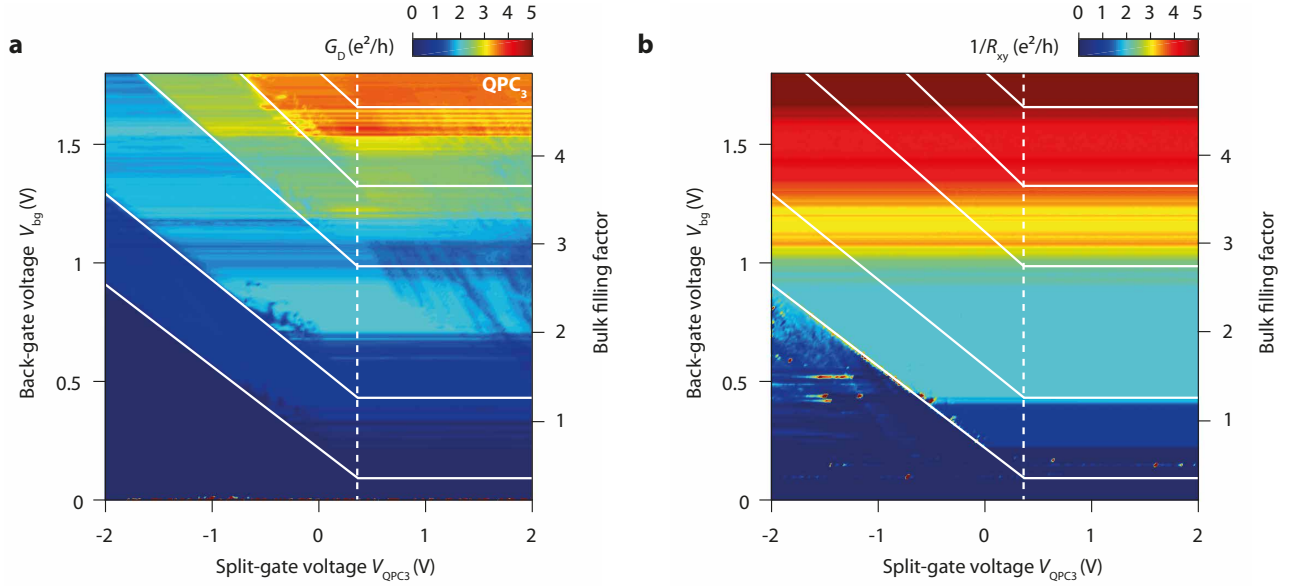 a
G_D (e²/h)
0 1 2 3 4 5
QPC₃
Back-gate voltage V_bg (V)
1.5
1
0.5
0
-2 -1 0 1 2
Split-gate voltage V_QPC3 (V)
4
3
2
1
Bulk filling factor
b
1/R_xy (e²/h)
0 1 2 3 4 5
Back-gate voltage V_bg (V)
1.5
1
0.5
0
-2 -1 0 1 2
Split-gate voltage V_QPC3 (V)
4
3
2
1
Bulk filling factor